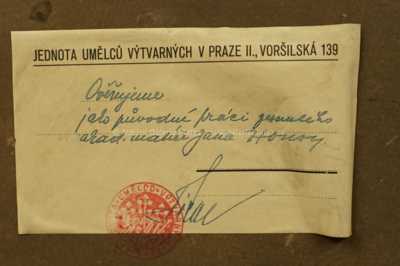 JEDNOTA UMĚLCŮ VÝTVARNÝCH V PRAZE II., VORŠILSKÁ 139
Ověřujeme
jako původní práci zesnulého
akad. malíře Jana Honsy.